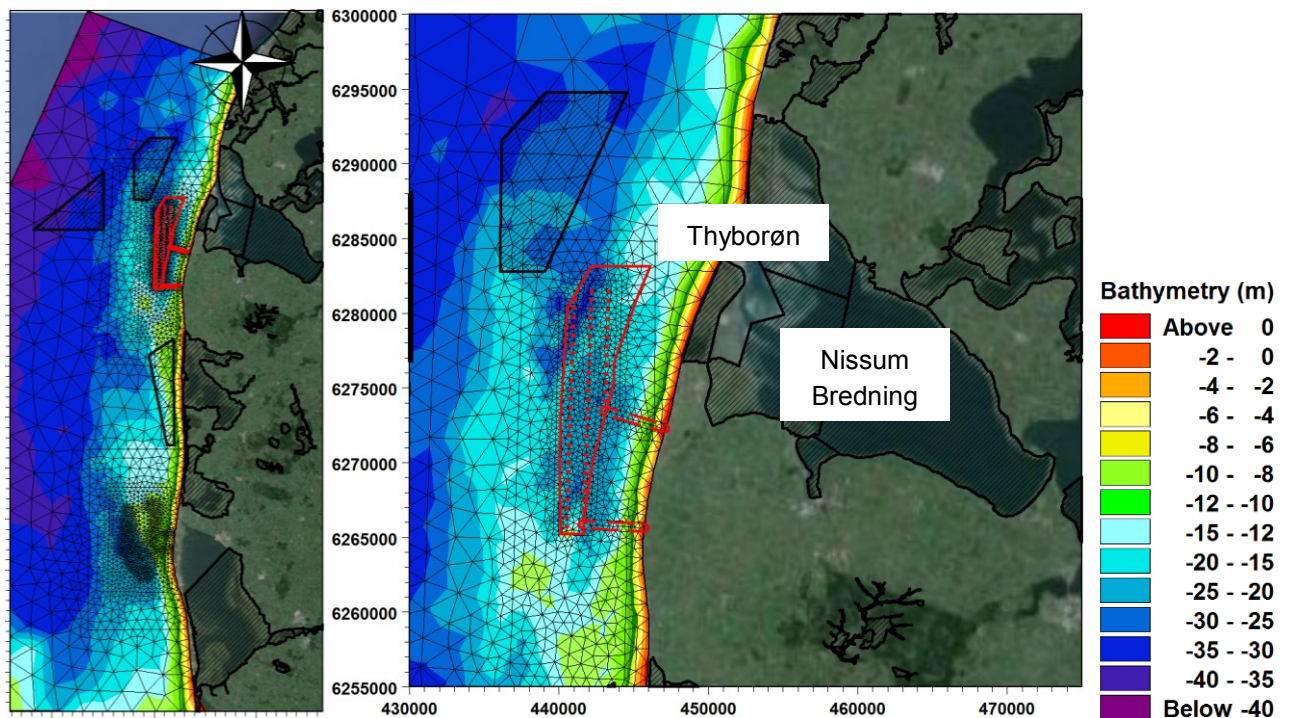 6300000
6295000
6290000
6285000
6280000
6275000
6270000
6265000
6260000
6255000
430000 440000 450000 460000 470000
Thyborøn
Nissum
Bredning
Bathymetry (m)
Above 0
-2 - 0
-4 - -2
-6 - -4
-8 - -6
-10 - -8
-12 - -10
-15 - -12
-20 - -15
-25 - -20
-30 - -25
-35 - -30
-40 - -35
Below -40